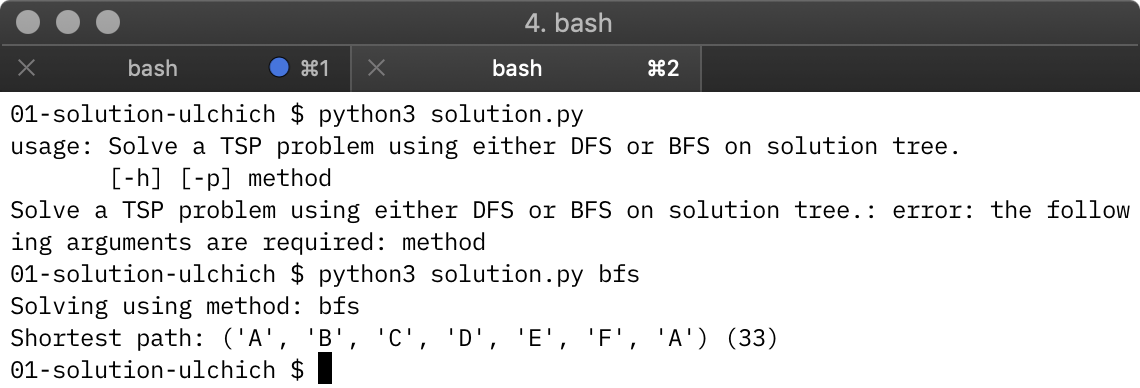 4. bash
bash ⌘1 bash ⌘2
01-solution-ulchich $ python3 solution.py
usage: Solve a TSP problem using either DFS or BFS on solution tree.
       [-h] [-p] method
Solve a TSP problem using either DFS or BFS on solution tree.: error: the follow
ing arguments are required: method
01-solution-ulchich $ python3 solution.py bfs
Solving using method: bfs
Shortest path: ('A', 'B', 'C', 'D', 'E', 'F', 'A') (33)
01-solution-ulchich $